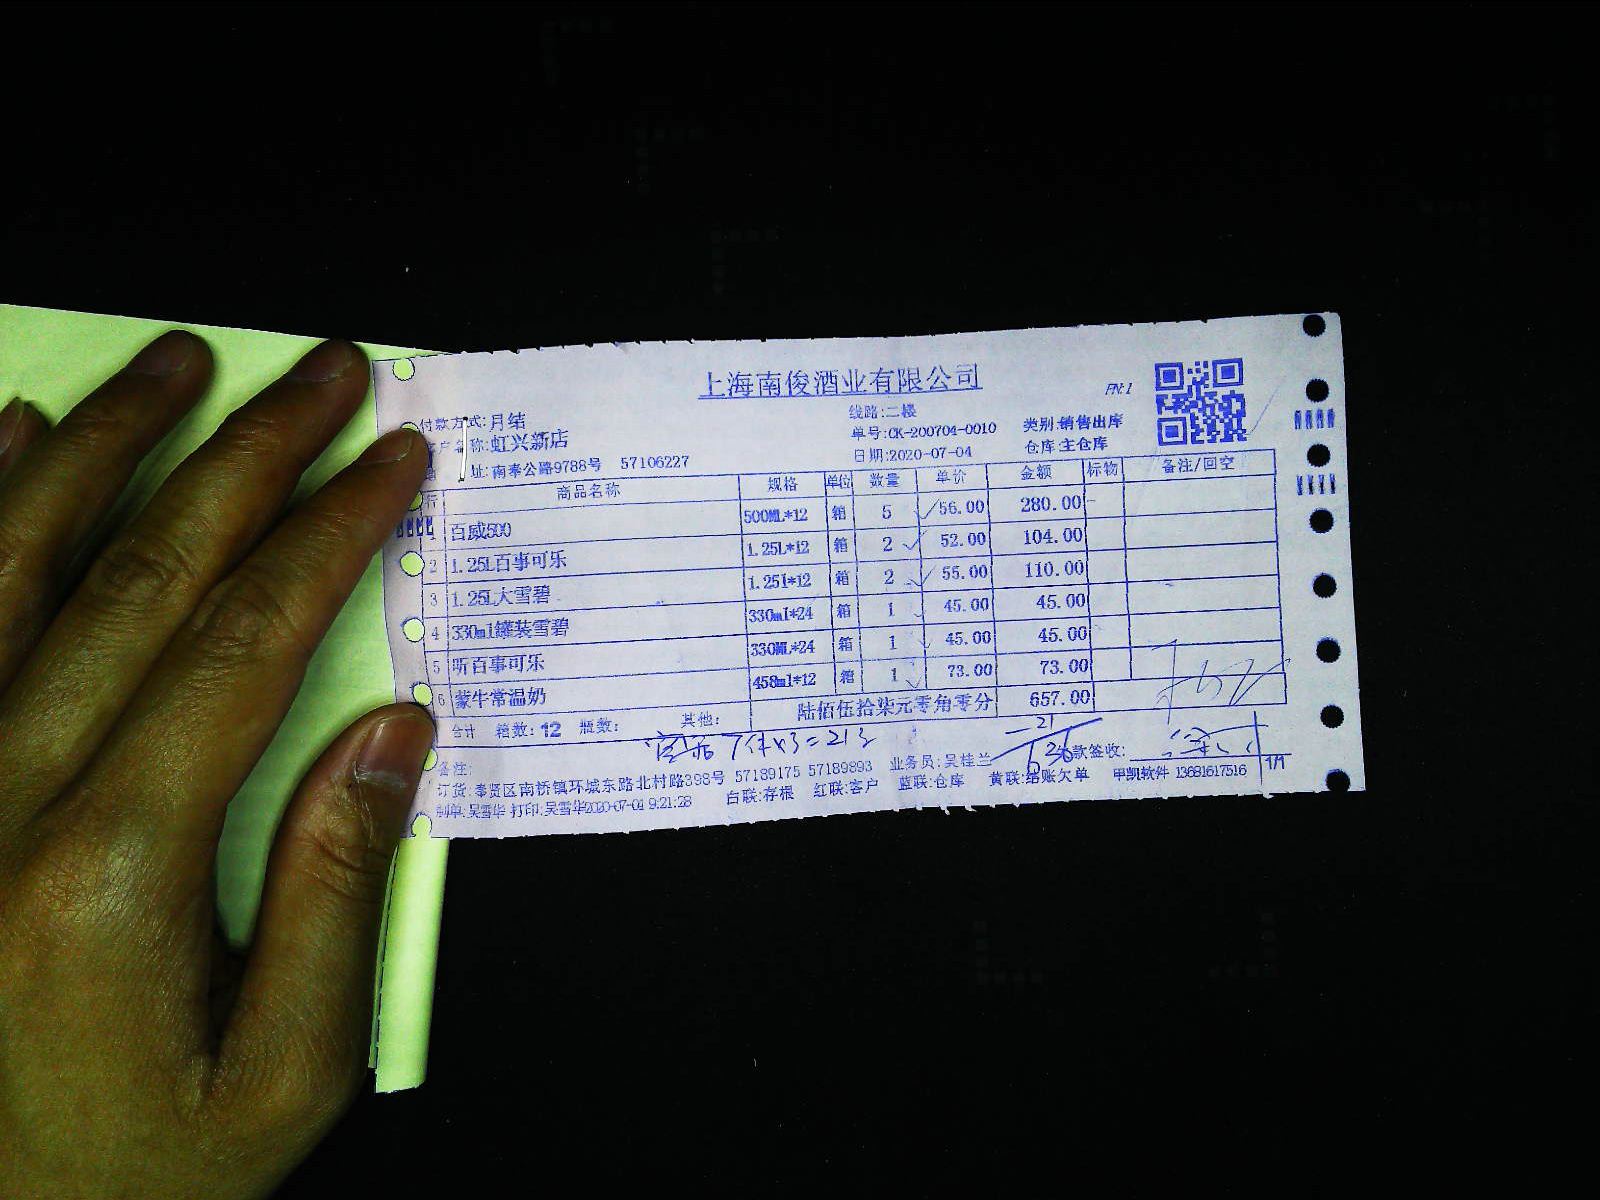 上海南俊酒业有限公司
PN:1
付款方式:月结 线路:二楼
客户名称:虹兴新店 单号:CK-200704-0010 类别:销售出库
址:南奉公路9788号 57106227 日期:2020-07-04 仓库:主仓库
行 商品名称 规格 单位 数量 单价 金额 标物 备注/回空
1 百威500 500ML*12 箱 5 56.00 280.00
2 1.25L百事可乐 1.25L*12 箱 2 52.00 104.00
3 1.25L大雪碧 1.25l*12 箱 2 55.00 110.00
4 330ml罐装雪碧 330ml*24 箱 1 45.00 45.00
5 听百事可乐 330ML*24 箱 1 45.00 45.00
6 蒙牛常温奶 458ml*12 箱 1 73.00 73.00
合计 箱数:12 瓶数: 其他: 陆佰伍拾柒元零角零分 657.00
-21
7件×3=21
626
备注: 业务员:吴桂兰 欠款签收:
订货:奉贤区南桥镇环城东路北村路398号 57189175 57189893
制单:吴雪华 打印:吴雪华2020-07-04 9:21:28 白联:存根 红联:客户 蓝联:仓库 黄联:结账欠单 甲凯软件 13681617516 1/1